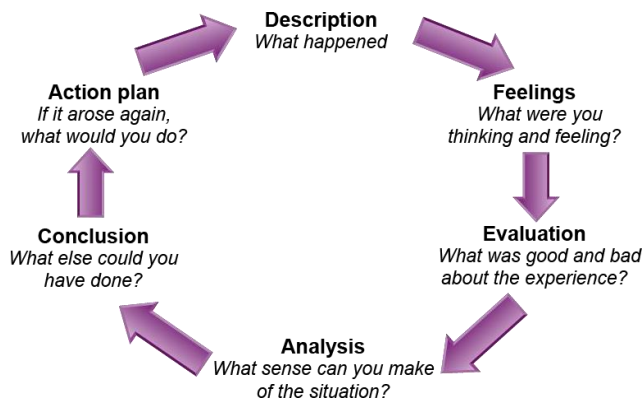 Description
What happened
Feelings
What were you
thinking and feeling?
Evaluation
What was good and bad
about the experience?
Analysis
What sense can you make
of the situation?
Conclusion
What else could you
have done?
Action plan
If it arose again,
what would you do?